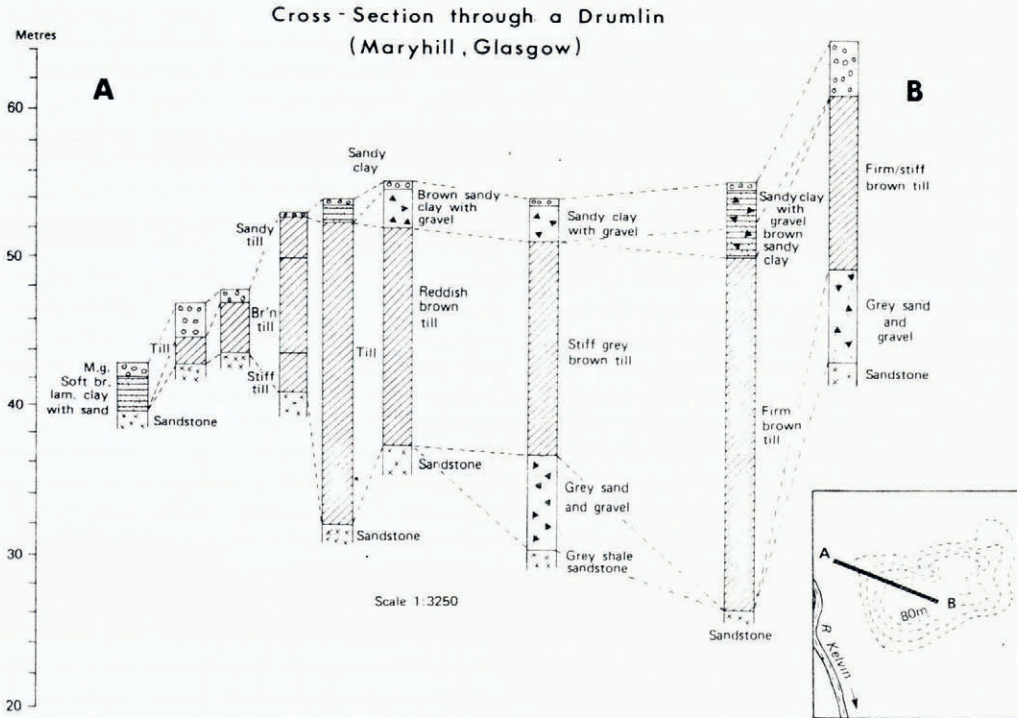 Cross-Section through a Drumlin
(Maryhill, Glasgow)
Metres
A
B
60
50
40
30
20
M.g.
Soft br.
lam. clay
with sand
Sandstone
Till
Sandy
till
Br'n
till
Stiff
till
Till
Sandstone
Sandy
clay
Brown sandy
clay with
gravel
Reddish
brown
till
Sandstone
Sandy clay
with gravel
Stiff grey
brown till
Grey sand
and gravel
Grey shale
sandstone
Sandy clay
with
gravel
brown
sandy
clay
Firm
brown
till
Sandstone
Firm/stiff
brown till
Grey sand
and
gravel
Sandstone
Scale 1:3250
A
B
80m
R Kelvin